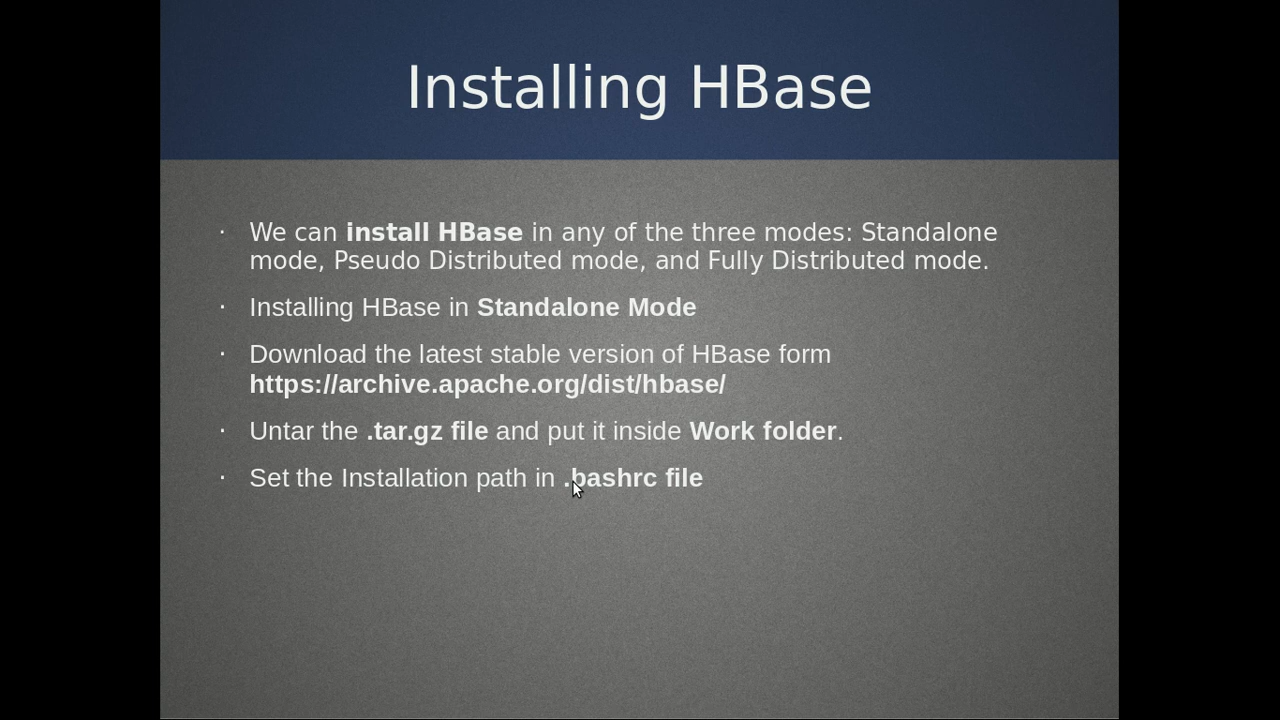 Installing HBase
· We can install HBase in any of the three modes: Standalone
mode, Pseudo Distributed mode, and Fully Distributed mode.
· Installing HBase in Standalone Mode
· Download the latest stable version of HBase form
https://archive.apache.org/dist/hbase/
· Untar the .tar.gz file and put it inside Work folder.
· Set the Installation path in .bashrc file